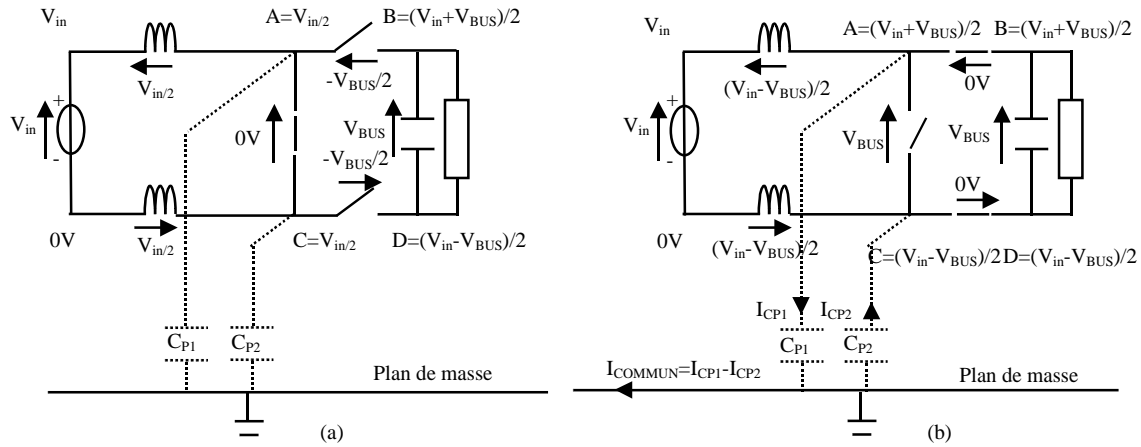 V_in A=V_in/2 B=(V_in+V_BUS)/2
V_in/2 -V_BUS/2
+
V_in 0V V_BUS
-
-V_BUS/2
0V V_in/2 C=V_in/2 D=(V_in-V_BUS)/2
C_P1 C_P2
Plan de masse
(a)
V_in A=(V_in+V_BUS)/2 B=(V_in+V_BUS)/2
(V_in-V_BUS)/2 0V
+
V_in V_BUS V_BUS
-
0V
0V (V_in-V_BUS)/2 C=(V_in-V_BUS)/2 D=(V_in-V_BUS)/2
I_CP1 I_CP2
C_P1 C_P2
I_COMMUN=I_CP1-I_CP2 Plan de masse
(b)